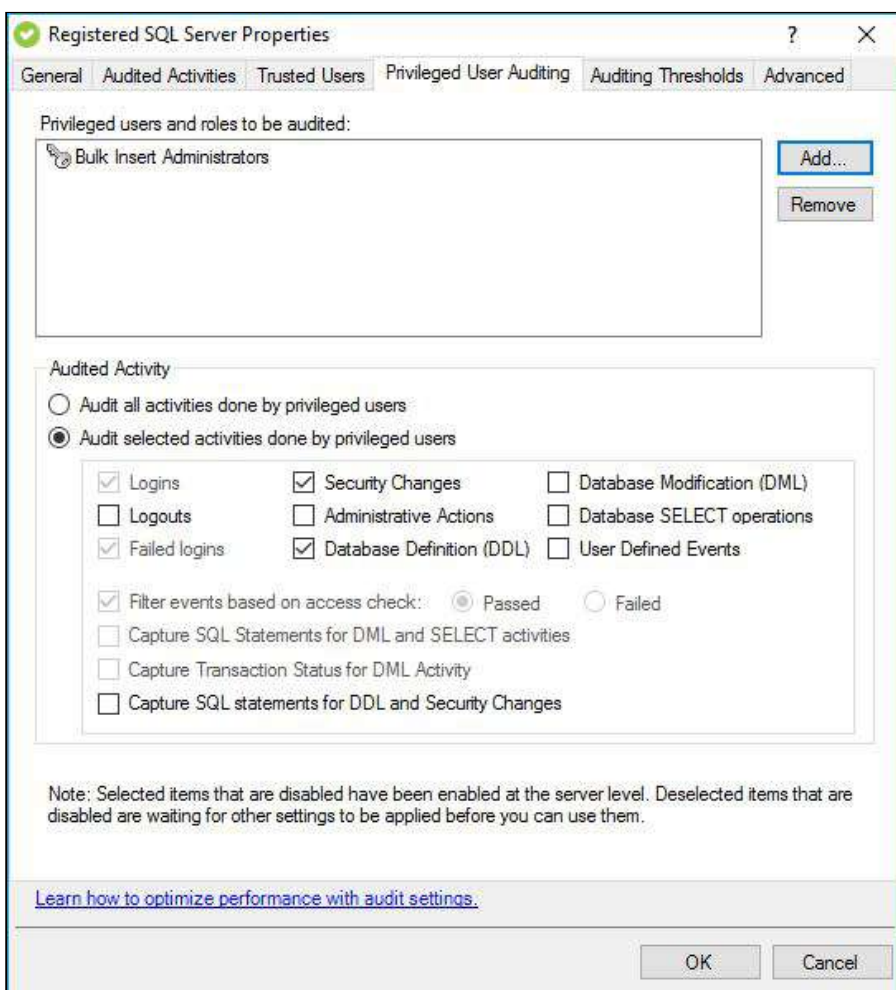 Registered SQL Server Properties ?
General Audited Activities Trusted Users Privileged User Auditing Auditing Thresholds Advanced
Privileged users and roles to be audited:
Bulk Insert Administrators
Add...
Remove
Audited Activity
Audit all activities done by privileged users
Audit selected activities done by privileged users
Logins Security Changes Database Modification (DML)
Logouts Administrative Actions Database SELECT operations
Failed logins Database Definition (DDL) User Defined Events
Filter events based on access check: Passed Failed
Capture SQL Statements for DML and SELECT activities
Capture Transaction Status for DML Activity
Capture SQL statements for DDL and Security Changes
Note: Selected items that are disabled have been enabled at the server level. Deselected items that are
disabled are waiting for other settings to be applied before you can use them.
Learn how to optimize performance with audit settings.
OK Cancel